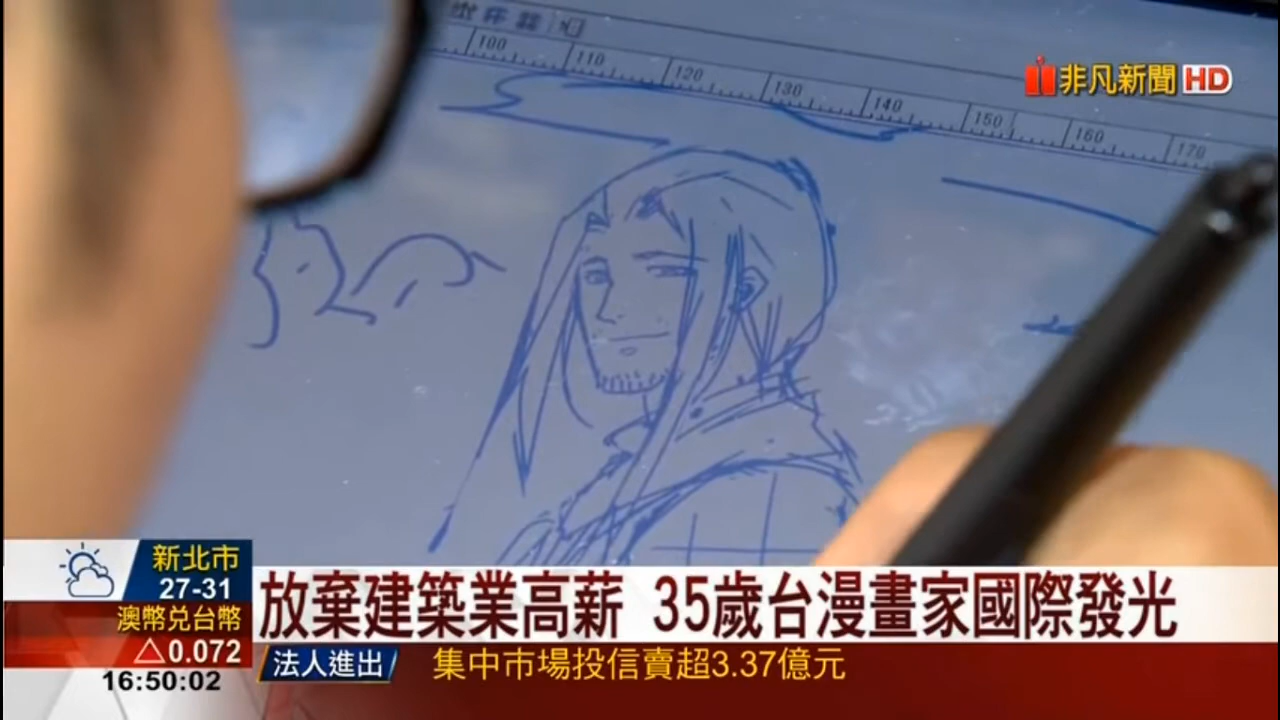 100 110 120 130 140 150 160 170
非凡新聞HD
新北市
27-31
澳幣兌台幣
△0.072
16:50:02
放棄建築業高薪 35歲台漫畫家國際發光
法人進出 集中市場投信賣超3.37億元